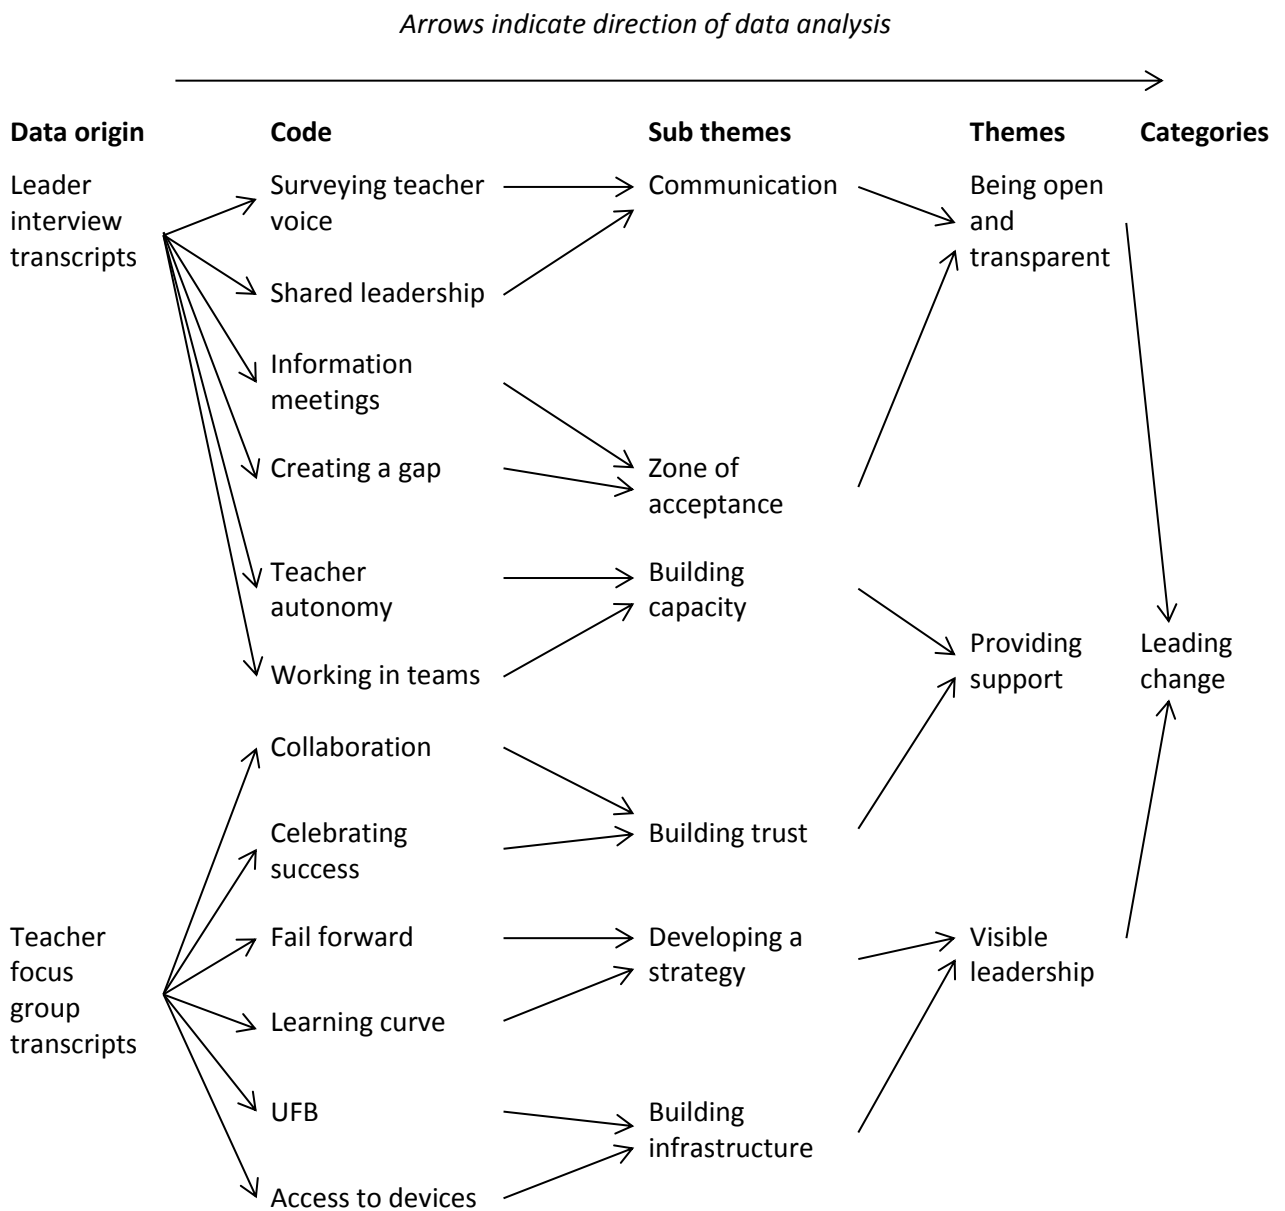 Arrows indicate direction of data analysis
Data origin
Code
Sub themes
Themes
Categories
Leader
interview
transcripts
Surveying teacher
voice
Shared leadership
Information
meetings
Creating a gap
Teacher
autonomy
Working in teams
Communication
Zone of
acceptance
Building
capacity
Being open
and
transparent
Providing
support
Leading
change
Teacher
focus
group
transcripts
Collaboration
Celebrating
success
Fail forward
Learning curve
UFB
Access to devices
Building trust
Developing a
strategy
Building
infrastructure
Visible
leadership